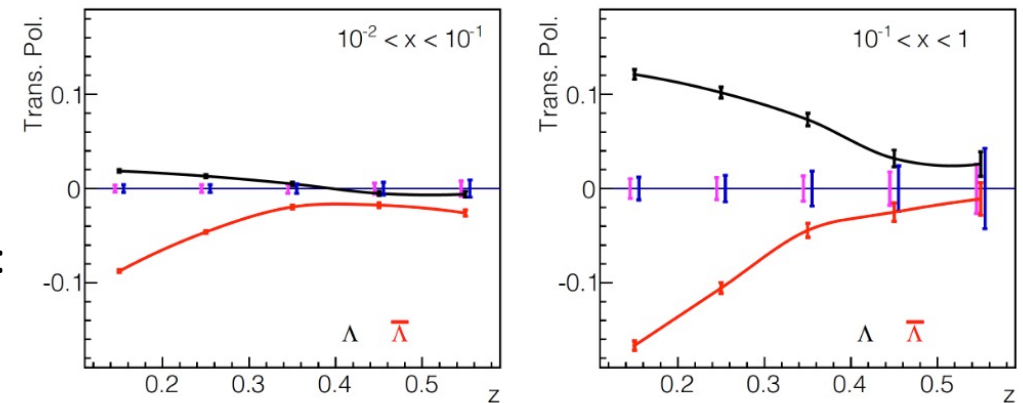 Trans. Pol.
10⁻² < x < 10⁻¹
0.1
0
-0.1
Λ Λ̅
0.2 0.3 0.4 0.5 z
Trans. Pol.
10⁻¹ < x < 1
0.1
0
-0.1
Λ Λ̅
0.2 0.3 0.4 0.5 z